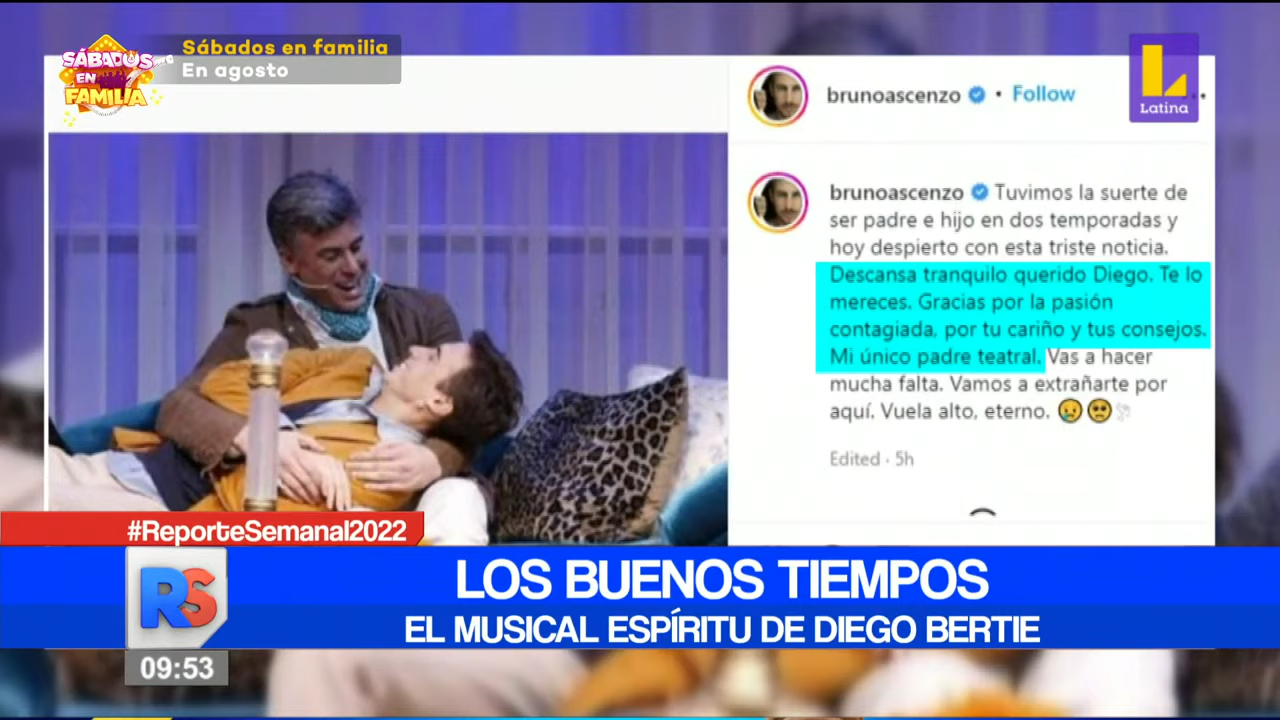 SÁBADOS
EN
FAMILIA
Sábados en familia
En agosto
brunoascenzo • Follow
L
Latina
brunoascenzo Tuvimos la suerte de
ser padre e hijo en dos temporadas y
hoy despierto con esta triste noticia.
Descansa tranquilo querido Diego. Te lo
mereces. Gracias por la pasión
contagiada, por tu cariño y tus consejos.
Mi único padre teatral. Vas a hacer
mucha falta. Vamos a extrañarte por
aquí. Vuela alto, eterno. 😢🥺🕊
Edited · 5h
#ReporteSemanal2022
RS
LOS BUENOS TIEMPOS
EL MUSICAL ESPÍRITU DE DIEGO BERTIE
09:53